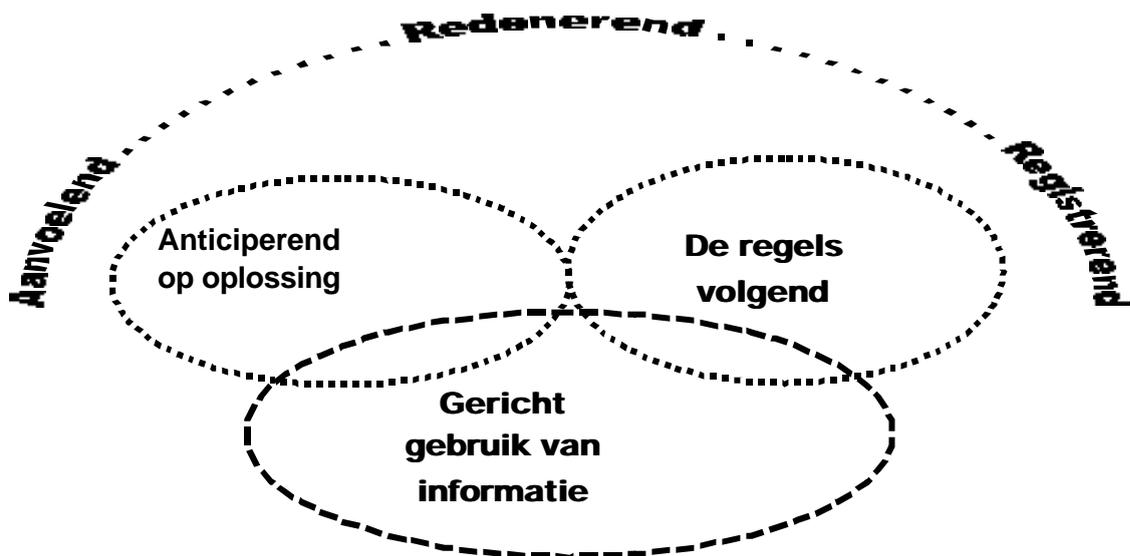 Redenerend
Aanvoelend
Registrerend
Anticiperend
op oplossing
De regels
volgend
Gericht
gebruik van
informatie